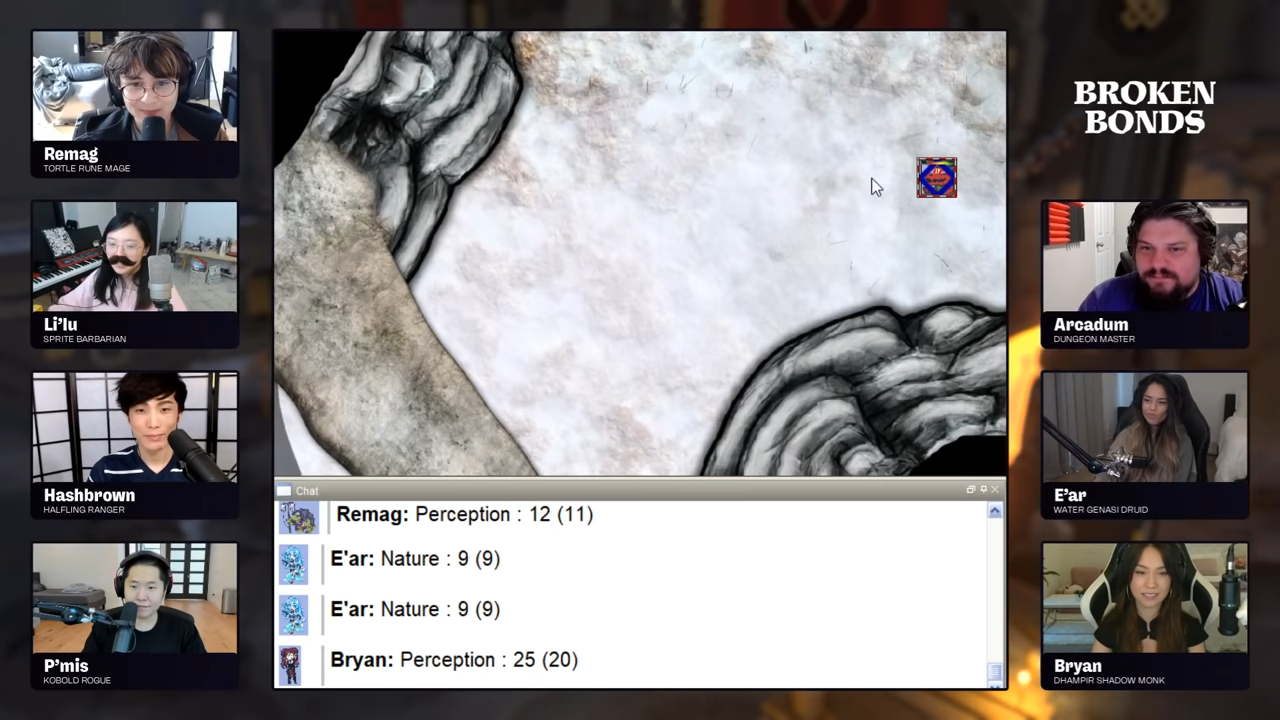 Remag
TORTLE RUNE MAGE
Li'lu
SPRITE BARBARIAN
Hashbrown
HALFLING RANGER
P'mis
KOBOLD ROGUE
Chat
Remag: Perception : 12 (11)
E'ar: Nature : 9 (9)
E'ar: Nature : 9 (9)
Bryan: Perception : 25 (20)
BROKEN
BONDS
Arcadum
DUNGEON MASTER
E'ar
WATER GENASI DRUID
Bryan
DHAMPIR SHADOW MONK